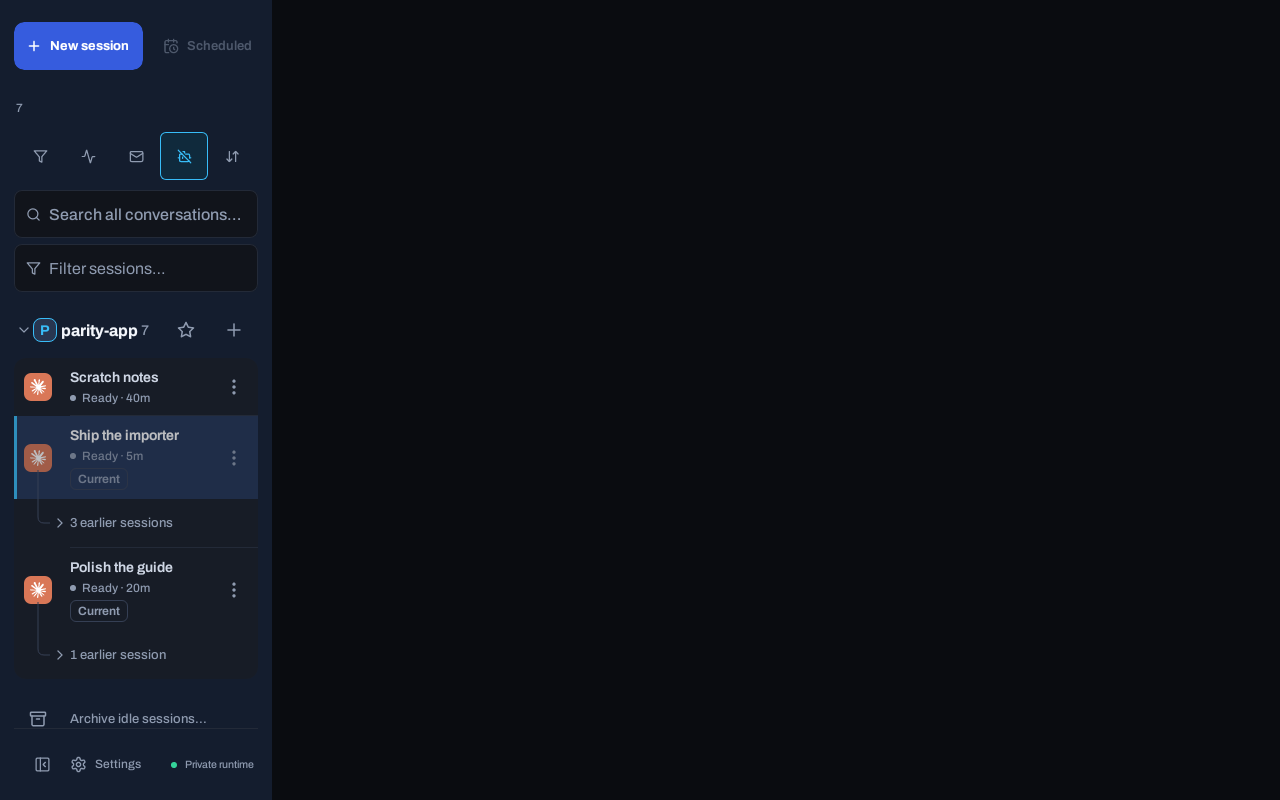 New session
Scheduled
7
Search all conversations...
Filter sessions...
P parity-app 7
Scratch notes
Ready · 40m
Ship the importer
Ready · 5m
Current
3 earlier sessions
Polish the guide
Ready · 20m
Current
1 earlier session
Archive idle sessions...
Settings
Private runtime